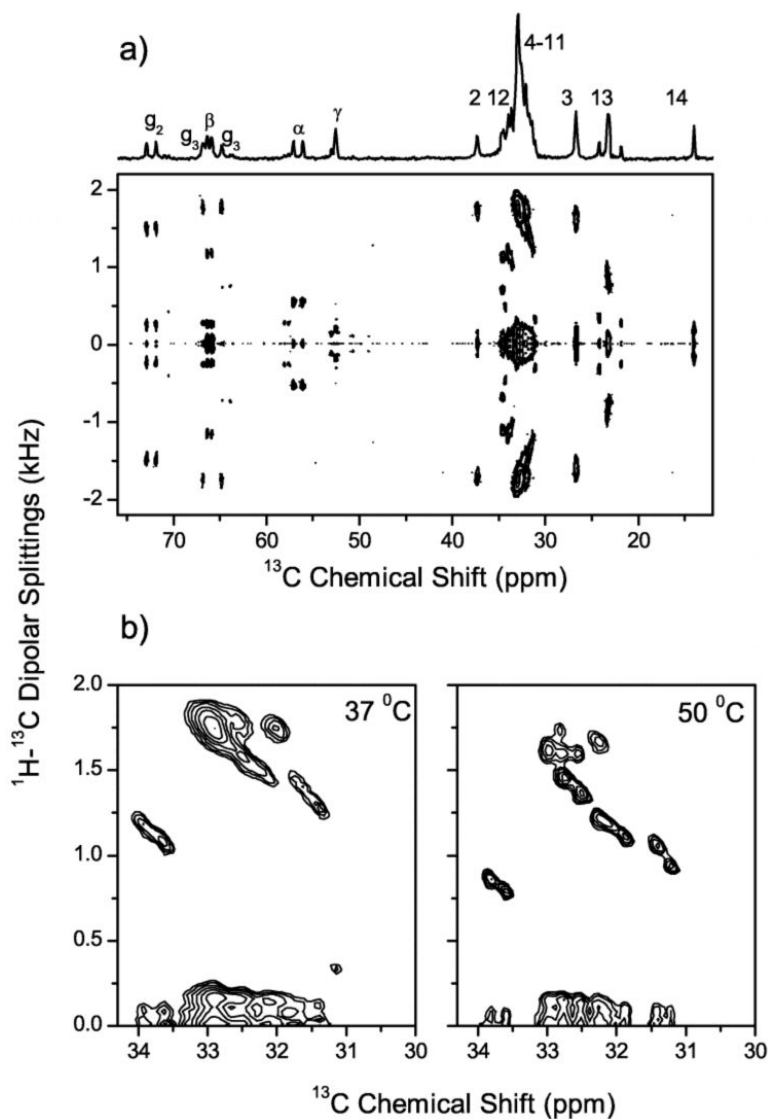 a)
4-11
2 12 3 13 14
g₂ g₃ β g₃ α γ
2
1
0
-1
-2
70 60 50 40 30 20
¹³C Chemical Shift (ppm)
¹H-¹³C Dipolar Splittings (kHz)
b)
2.0
1.5
1.0
0.5
0.0
37 ⁰C
50 ⁰C
34 33 32 31 30
34 33 32 31 30
¹³C Chemical Shift (ppm)